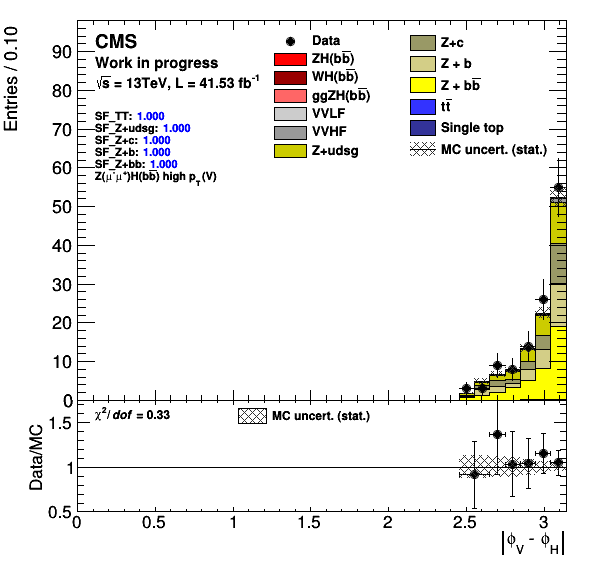 CMS
Work in progress
√s = 13TeV, L = 41.53 fb⁻¹
SF_TT: 1.000
SF_Z+udsg: 1.000
SF_Z+c: 1.000
SF_Z+b: 1.000
SF_Z+bb: 1.000
Z(μ⁻μ⁺)H(bb̅) high p_T(V)
Data
ZH(bb̅)
WH(bb̅)
ggZH(bb̅)
VVLF
VVHF
Z+udsg
Z+c
Z + b
Z + bb̅
tt̅
Single top
MC uncert. (stat.)
Entries / 0.10
90
80
70
60
50
40
30
20
10
0
χ²/dof = 0.33
MC uncert. (stat.)
Data/MC
1.5
1
0.5
0
0.5
1
1.5
2
2.5
3
|ϕ_V - ϕ_H|